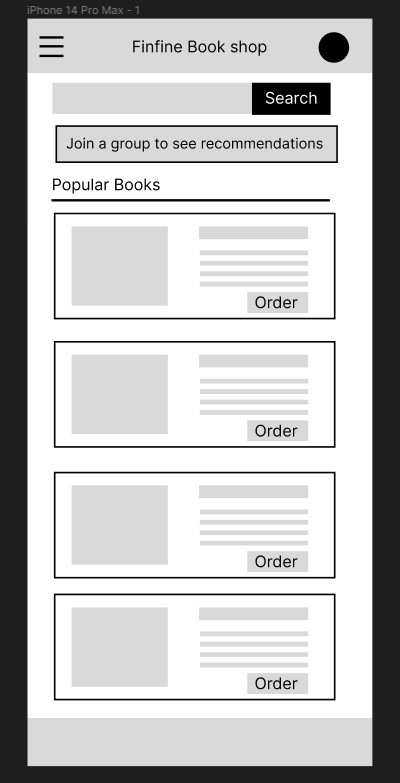 iPhone 14 Pro Max - 1
Finfine Book shop
Search
Join a group to see recommendations
Popular Books
Order
Order
Order
Order